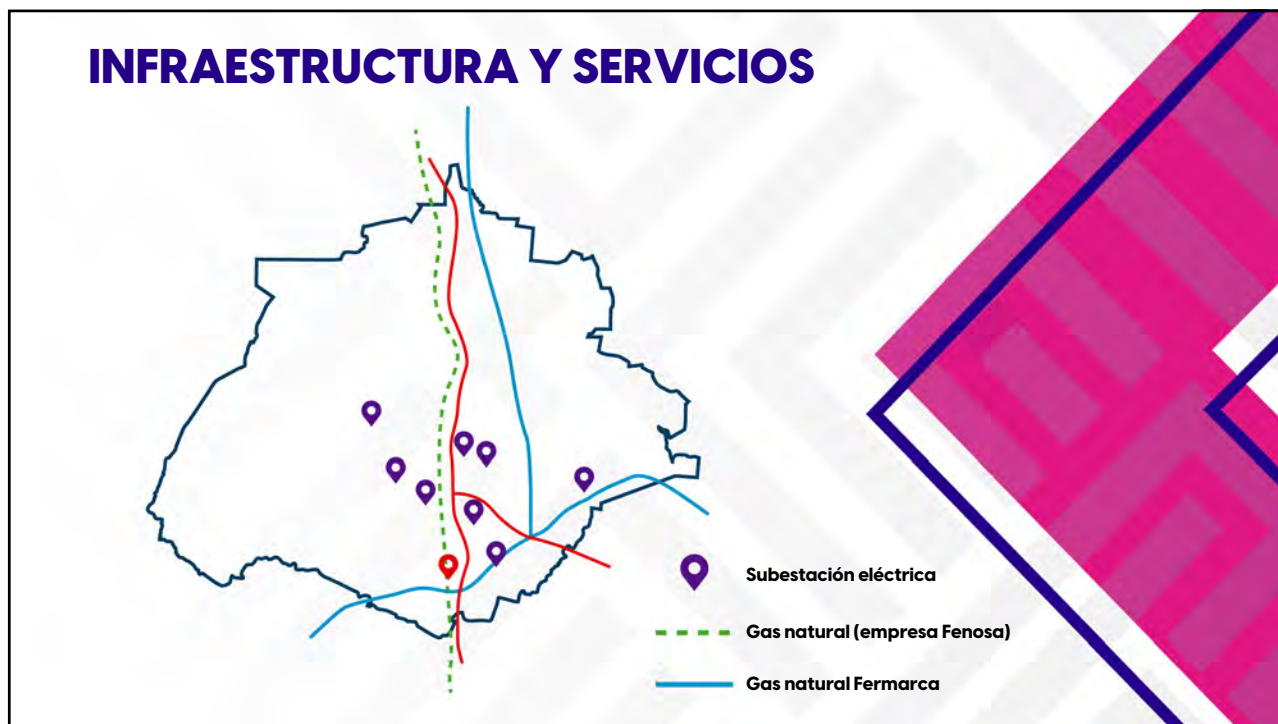 INFRAESTRUCTURA Y SERVICIOS
Subestación eléctrica
Gas natural (empresa Fenosa)
Gas natural Fermarca